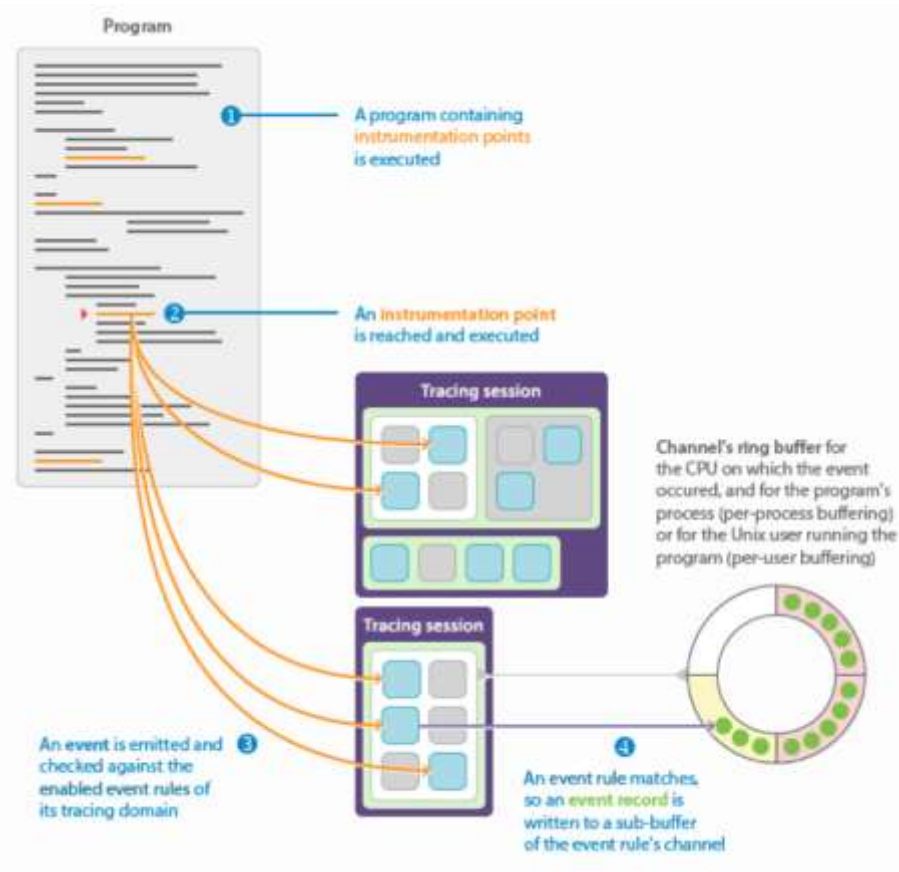 Program
1
A program containing
instrumentation points
is executed
2
An instrumentation point
is reached and executed
Tracing session
Channel's ring buffer for
the CPU on which the event
occured, and for the program's
process (per-process buffering)
or for the Unix user running the
program (per-user buffering)
Tracing session
An event is emitted and
checked against the
enabled event rules of
its tracing domain
3
4
An event rule matches,
so an event record is
written to a sub-buffer
of the event rule's channel